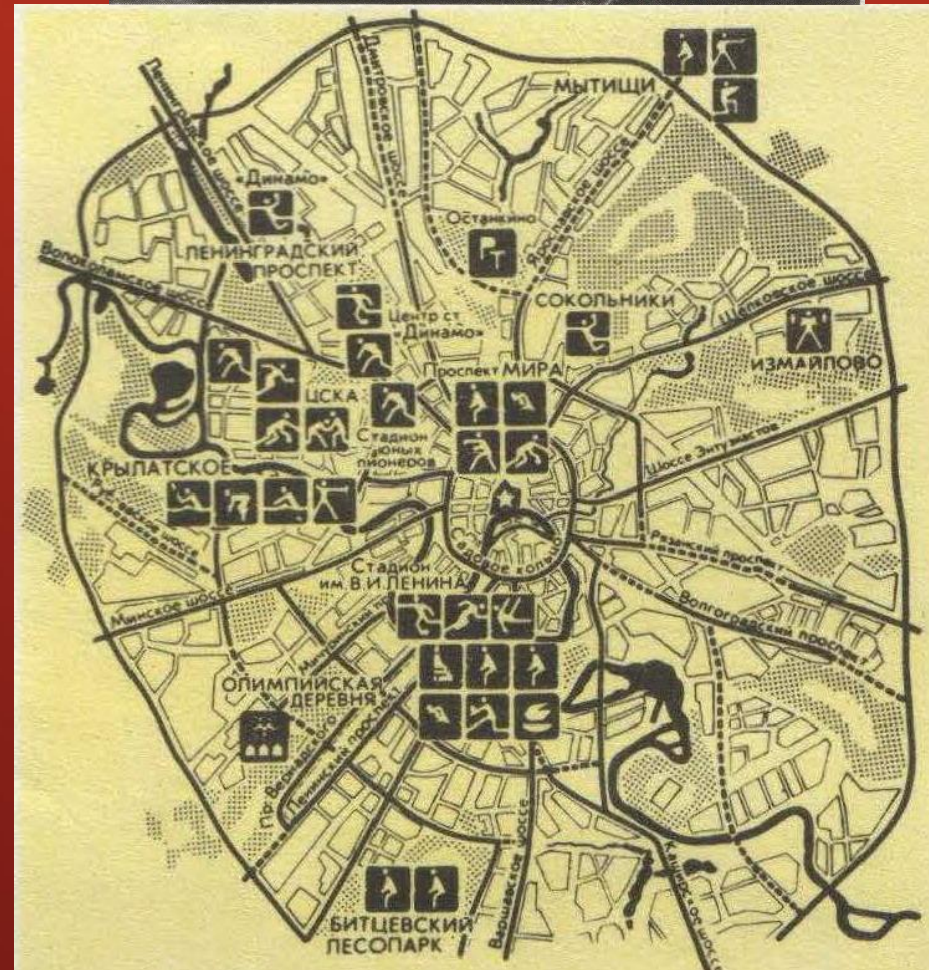 МЫТИЩИ
Ленинградское шоссе
Дмитровское шоссе
Ярославское шоссе
«Динамо»
ЛЕНИНГРАДСКИЙ
ПРОСПЕКТ
Останкино
Волоколамское шоссе
СОКОЛЬНИКИ
Щелковское шоссе
Центр ст.
«Динамо»
ИЗМАЙЛОВО
Проспект МИРА
ЦСКА
Стадион
юных
пионеров
Шоссе Энтузиастов
КРЫЛАТСКОЕ
Садовое кольцо
Рязанский проспект
Стадион
им. В.И.ЛЕНИНА
Минское шоссе
Волгоградский проспект
ОЛИМПИЙСКАЯ
ДЕРЕВНЯ
Пр. Вернадского
Ленинский проспект
Варшавское шоссе
Каширское шоссе
БИТЦЕВСКИЙ
ЛЕСОПАРК